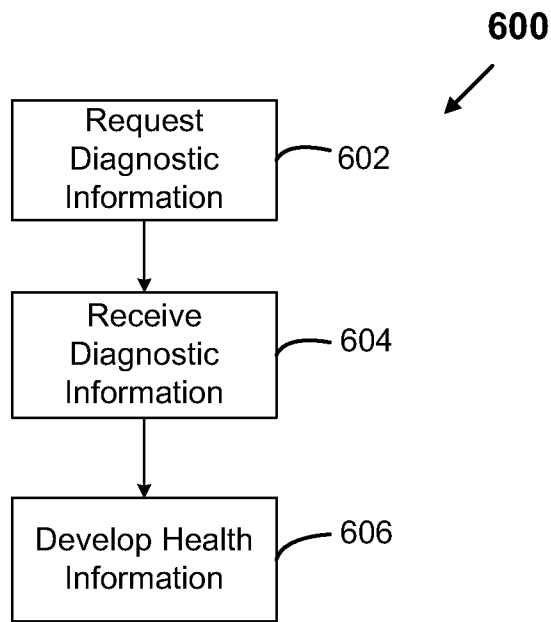 600
Request
Diagnostic
Information
602
Receive
Diagnostic
Information
604
Develop Health
Information
606